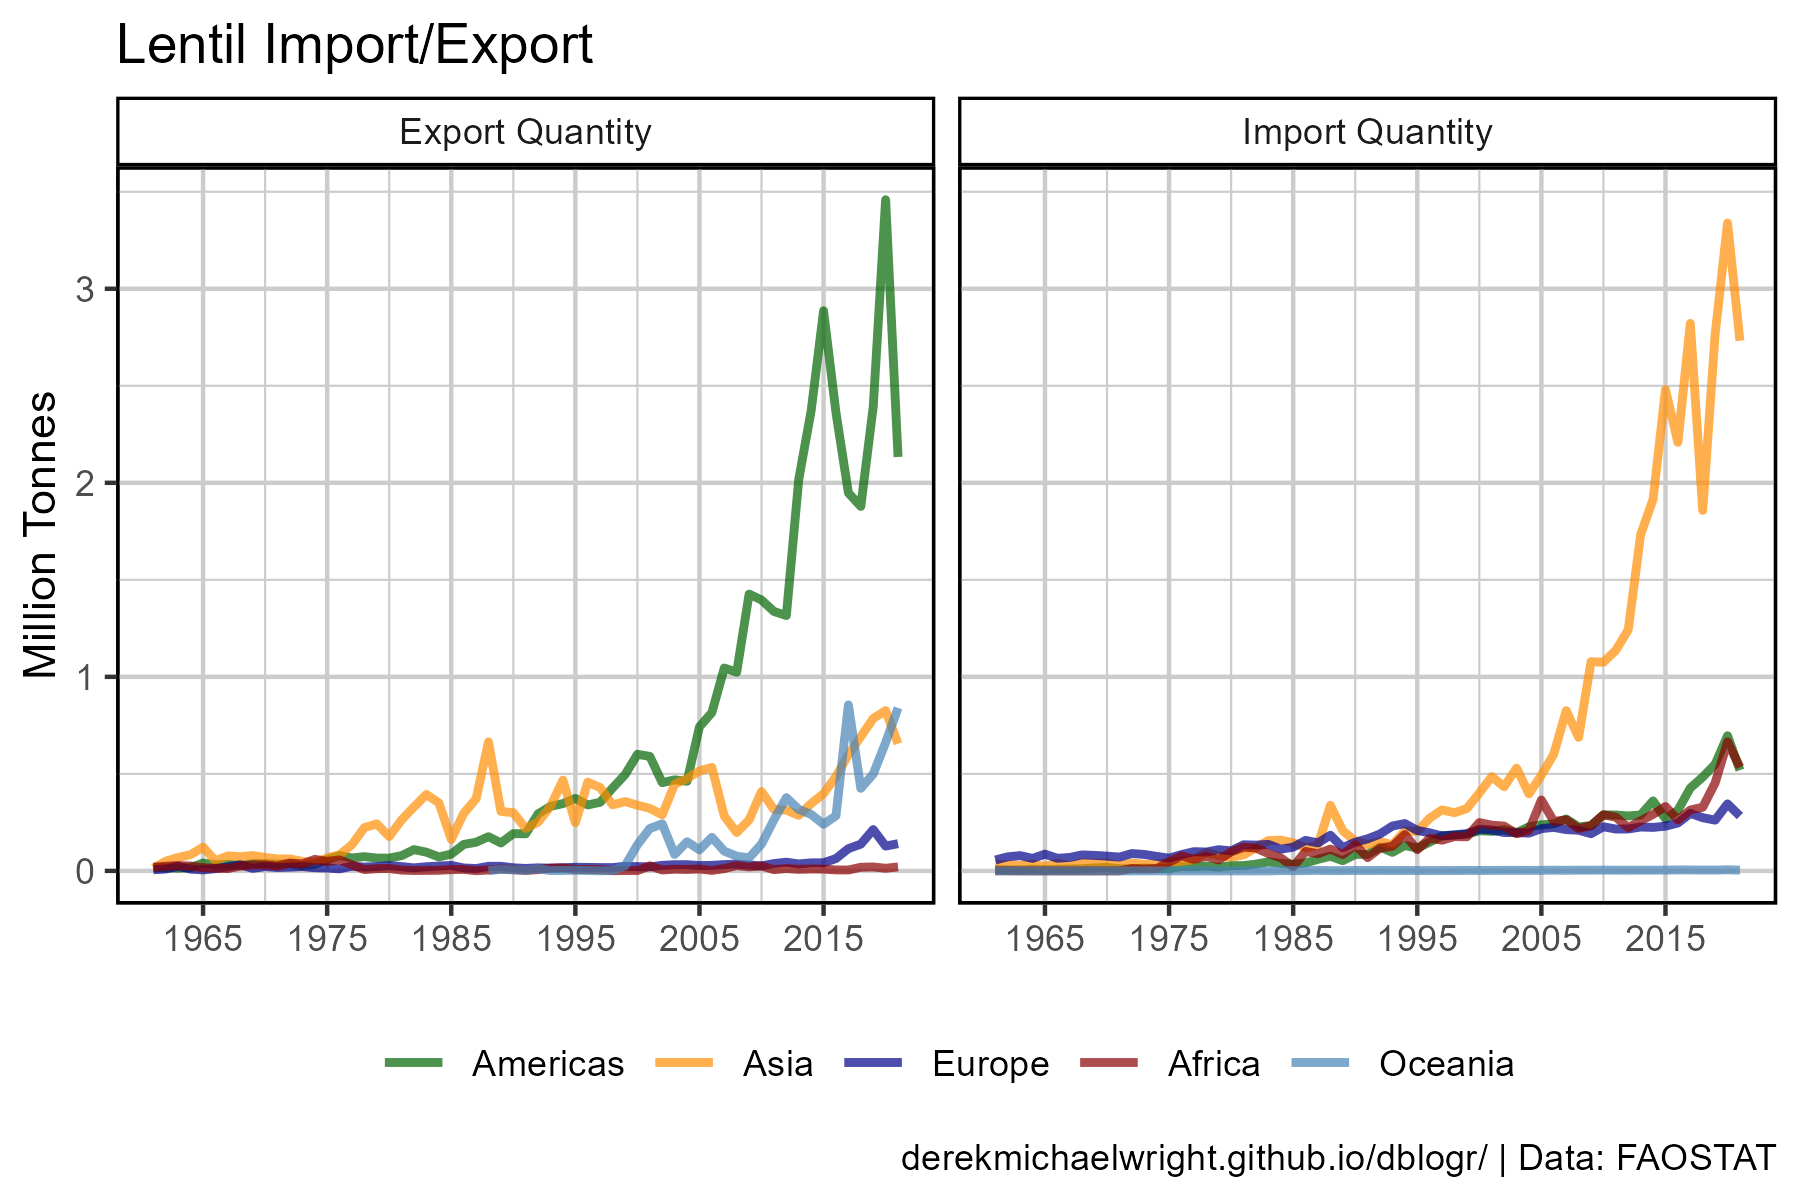 Lentil Import/Export
Export Quantity
Import Quantity
Million Tonnes
3
2
1
0
1965 1975 1985 1995 2005 2015
1965 1975 1985 1995 2005 2015
Americas Asia Europe Africa Oceania
derekmichaelwright.github.io/dblogr/ | Data: FAOSTAT